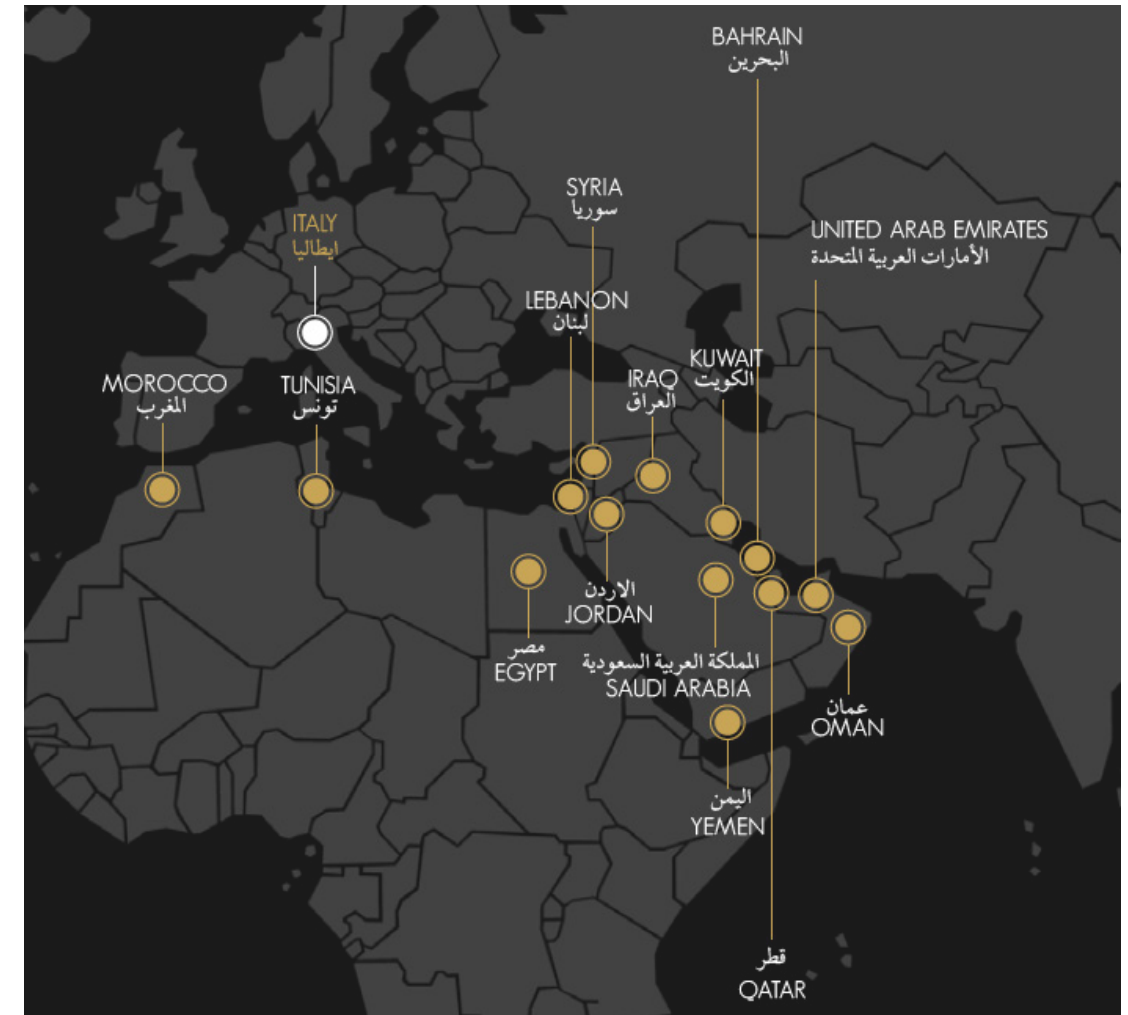 BAHRAIN
البحرين
SYRIA
سوريا
ITALY
ايطاليا
UNITED ARAB EMIRATES
الأمارات العربية المتحدة
LEBANON
لبنان
KUWAIT
الكويت
IRAQ
العراق
MOROCCO
المغرب
TUNISIA
تونس
الاردن
JORDAN
مصر
EGYPT
المملكة العربية السعودية
SAUDI ARABIA
عمان
OMAN
اليمن
YEMEN
قطر
QATAR